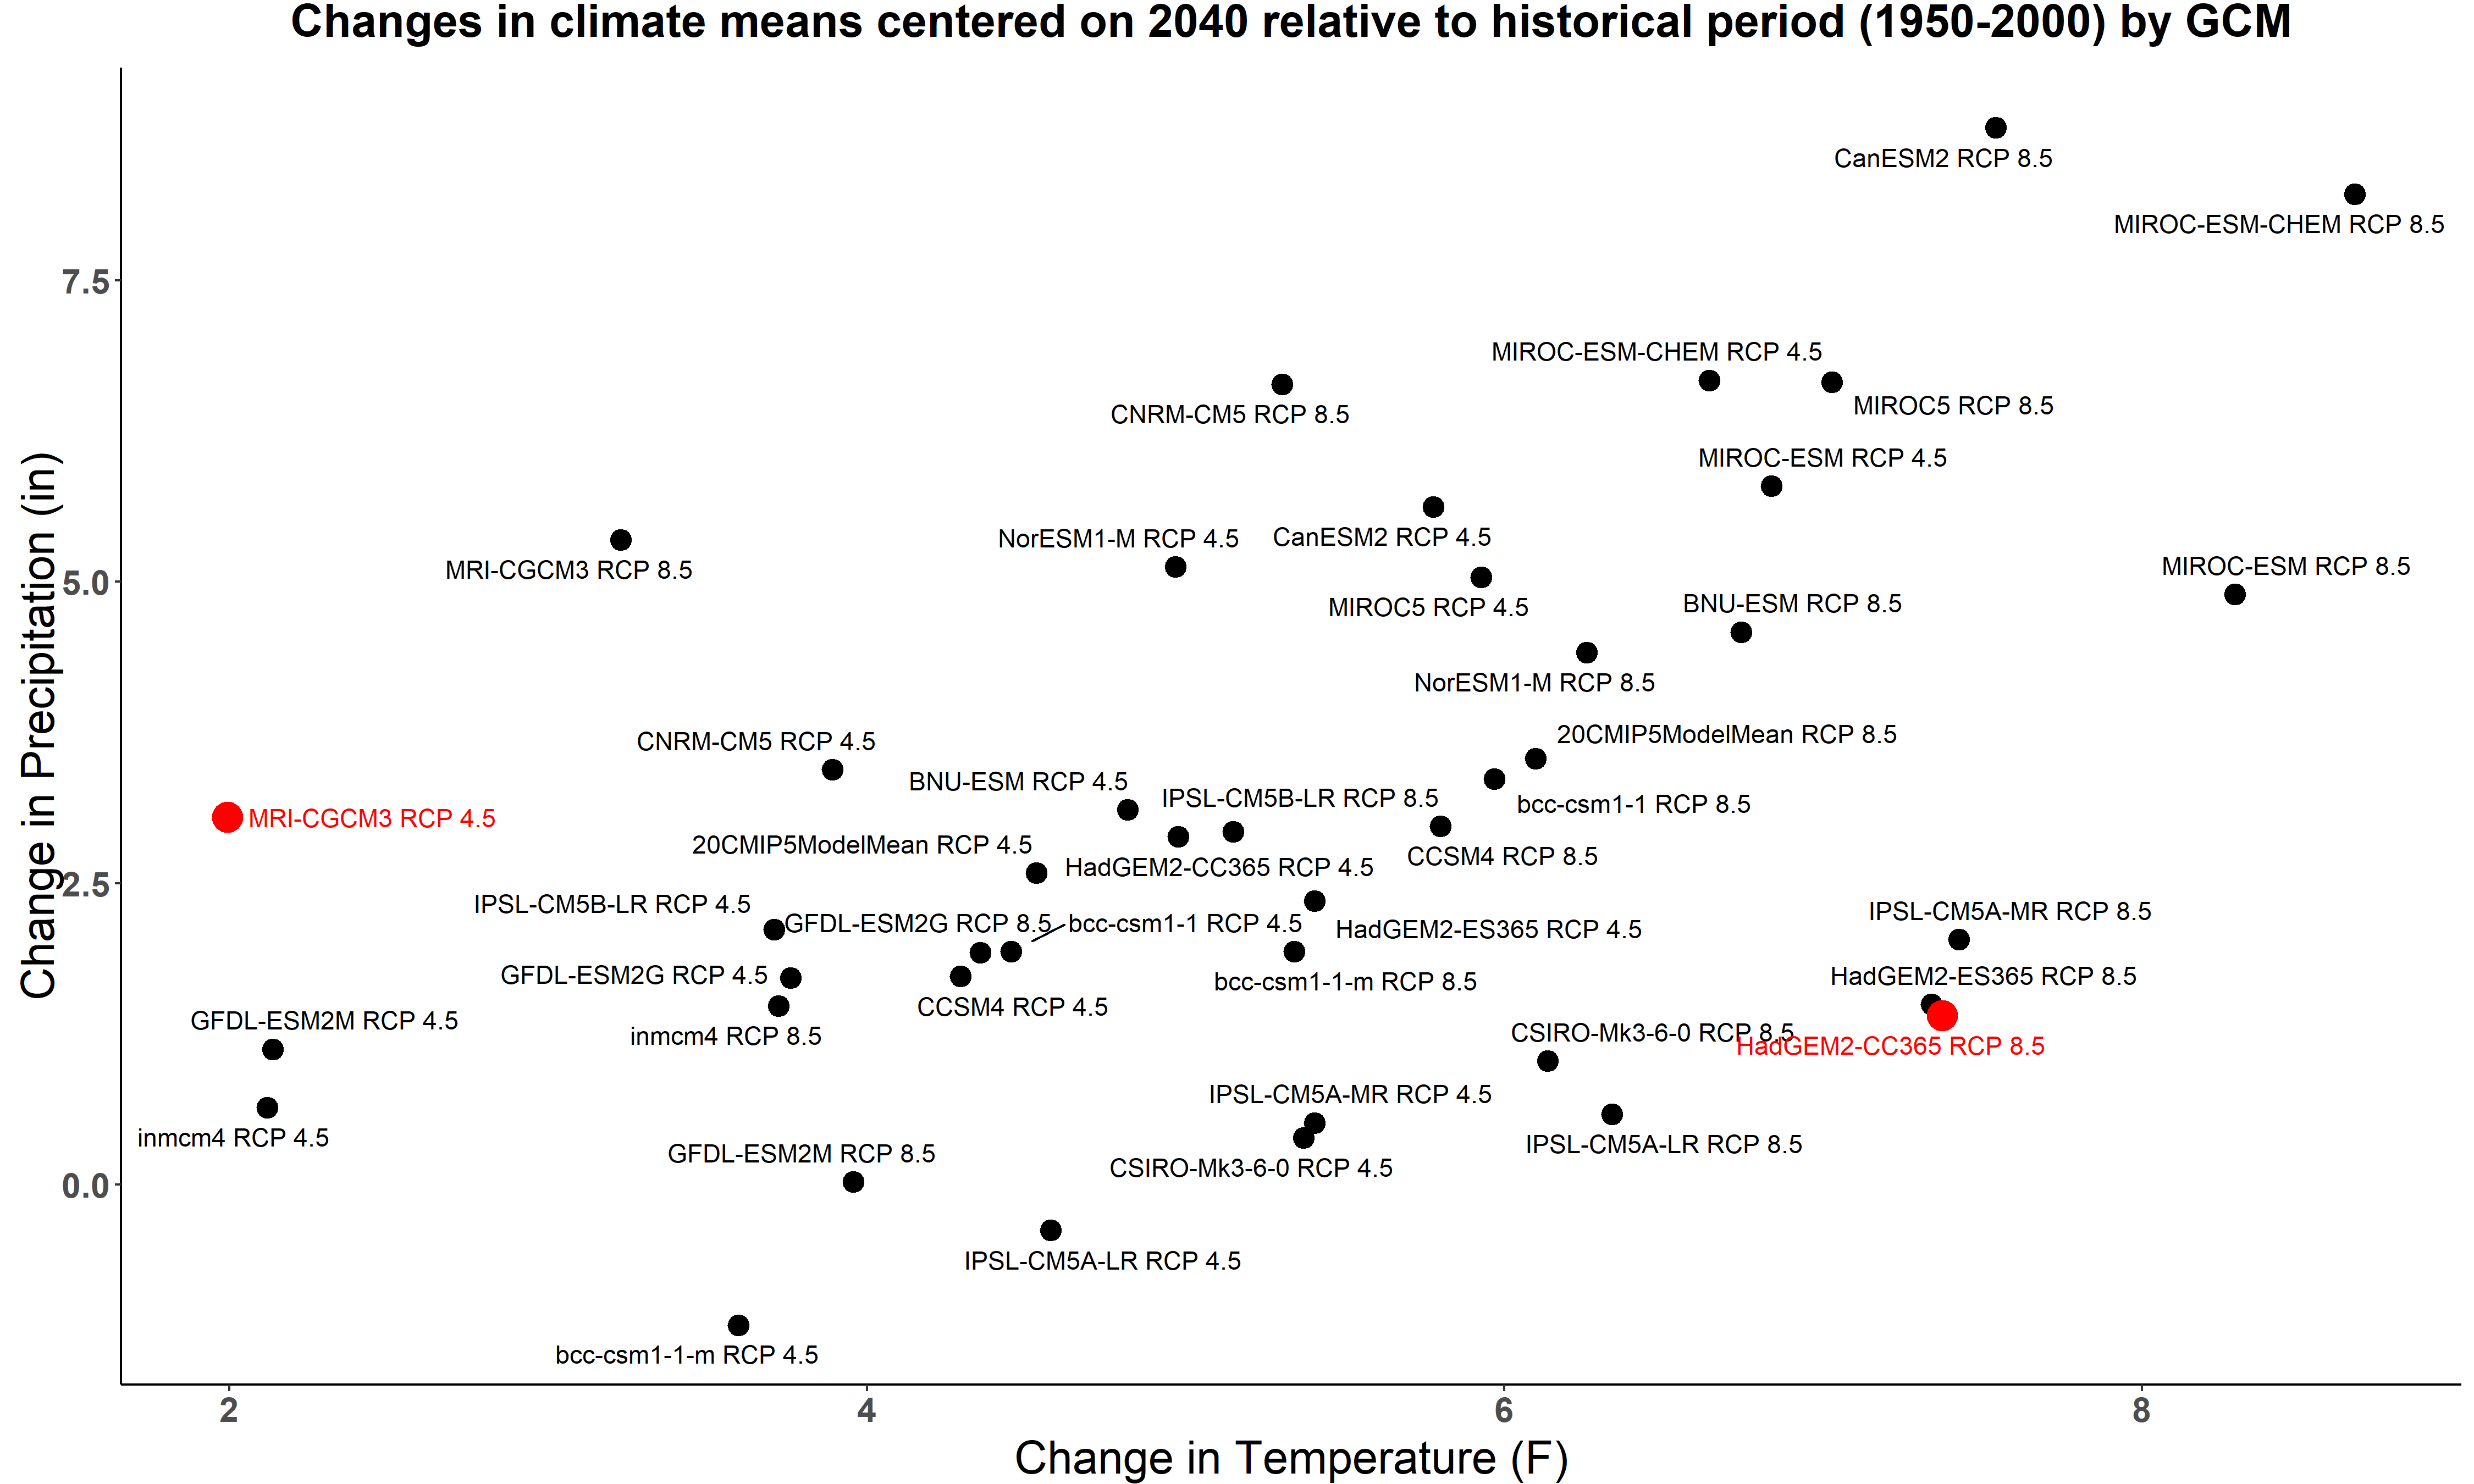 Changes in climate means centered on 2040 relative to historical period (1950-2000) by GCM
CanESM2 RCP 8.5
MIROC-ESM-CHEM RCP 8.5
7.5
MIROC-ESM-CHEM RCP 4.5
MIROC5 RCP 8.5
CNRM-CM5 RCP 8.5
MIROC-ESM RCP 4.5
CanESM2 RCP 4.5
NorESM1-M RCP 4.5
MRI-CGCM3 RCP 8.5
MIROC-ESM RCP 8.5
5.0
MIROC5 RCP 4.5
BNU-ESM RCP 8.5
NorESM1-M RCP 8.5
Change in Precipitation (in)
20CMIP5ModelMean RCP 8.5
CNRM-CM5 RCP 4.5
BNU-ESM RCP 4.5
IPSL-CM5B-LR RCP 8.5
bcc-csm1-1 RCP 8.5
MRI-CGCM3 RCP 4.5
20CMIP5ModelMean RCP 4.5
CCSM4 RCP 8.5
HadGEM2-CC365 RCP 4.5
2.5
IPSL-CM5B-LR RCP 4.5
GFDL-ESM2G RCP 8.5
bcc-csm1-1 RCP 4.5
HadGEM2-ES365 RCP 4.5
IPSL-CM5A-MR RCP 8.5
GFDL-ESM2G RCP 4.5
bcc-csm1-1-m RCP 8.5
HadGEM2-ES365 RCP 8.5
CCSM4 RCP 4.5
GFDL-ESM2M RCP 4.5
inmcm4 RCP 8.5
CSIRO-Mk3-6-0 RCP 8.5
HadGEM2-CC365 RCP 8.5
IPSL-CM5A-MR RCP 4.5
inmcm4 RCP 4.5
IPSL-CM5A-LR RCP 8.5
GFDL-ESM2M RCP 8.5
CSIRO-Mk3-6-0 RCP 4.5
0.0
IPSL-CM5A-LR RCP 4.5
bcc-csm1-1-m RCP 4.5
2
4
6
8
Change in Temperature (F)